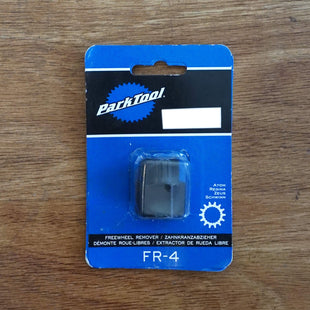 PARKTOOL
ATOM
REGINA
ZEUS
SCHWINN
FREEWHEEL REMOVER / ZAHNKRANZABZIEHER
DÉMONTE ROUE-LIBRES / EXTRACTOR DE RUEDA LIBRE
FR-4